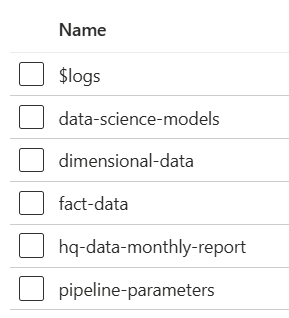 Name
$logs
data-science-models
dimensional-data
fact-data
hq-data-monthly-report
pipeline-parameters